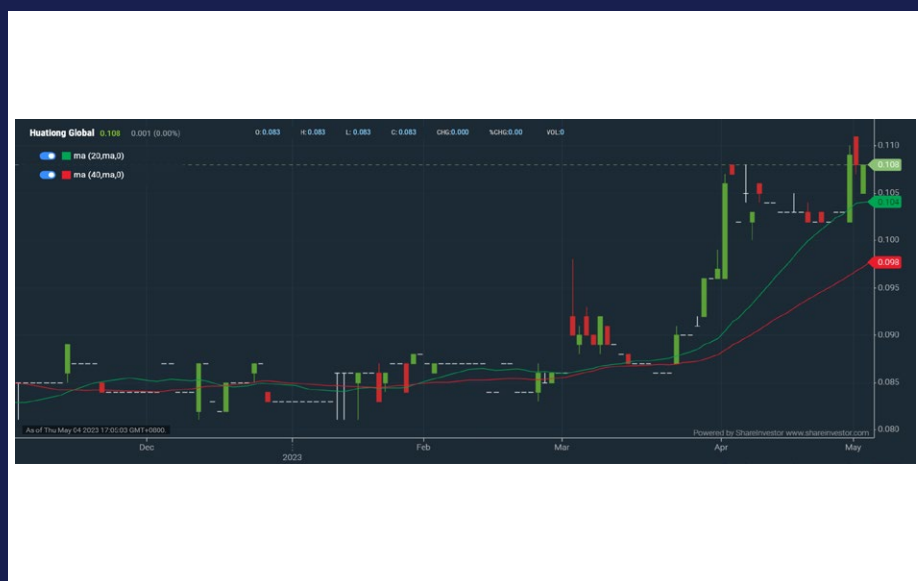 Huationg Global 0.108 0.001 (0.00%) O: 0.083 H: 0.083 L: 0.083 C: 0.083 CHG:0.000 %CHG:0.00 VOL:0
ma (20,ma,0)
ma (40,ma,0)
0.110
0.108
0.105
0.104
0.100
0.098
0.095
0.090
0.085
0.080
As of Thu May 04 2023 17:00:03 GMT+0800.
Powered by ShareInvestor www.shareinvestor.com
Dec 2023 Feb Mar Apr May